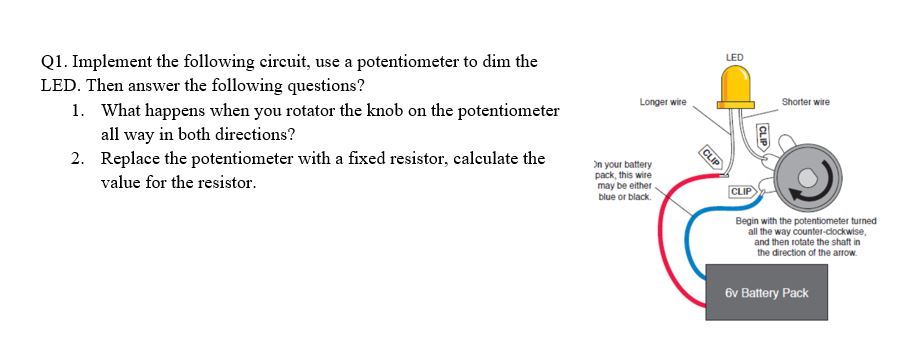 Q1. Implement the following circuit, use a potentiometer to dim the
LED. Then answer the following questions?
1. What happens when you rotator the knob on the potentiometer
all way in both directions?
2. Replace the potentiometer with a fixed resistor, calculate the
value for the resistor.
LED
Longer wire
Shorter wire
CLIP
CLIP
CLIP
On your battery
pack, this wire
may be either
blue or black.
Begin with the potentiometer turned
all the way counter-clockwise,
and then rotate the shaft in
the direction of the arrow.
6v Battery Pack